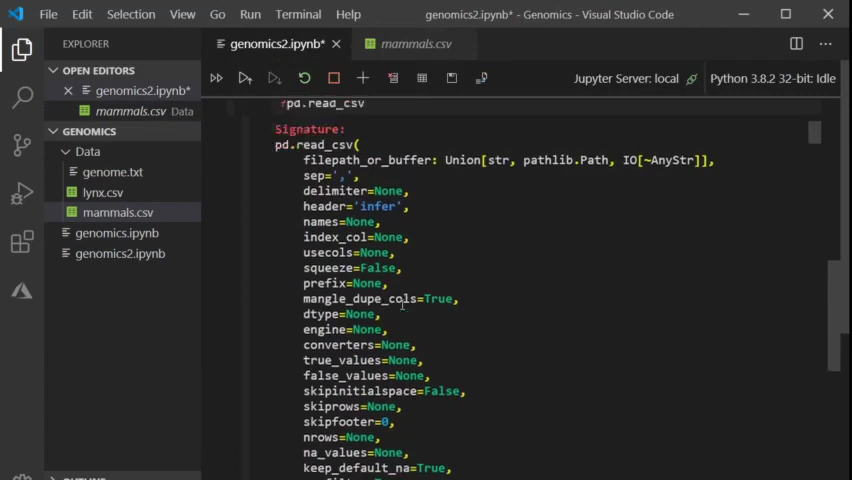 File Edit Selection View Go Run Terminal Help genomics2.ipynb* - Genomics - Visual Studio Code
EXPLORER
OPEN EDITORS
genomics2.ipynb*
mammals.csv Data
GENOMICS
Data
genome.txt
lynx.csv
mammals.csv
genomics.ipynb
genomics2.ipynb
genomics2.ipynb* mammals.csv
Jupyter Server: local Python 3.8.2 32-bit: Idle
?pd.read_csv
Signature:
pd.read_csv(
filepath_or_buffer: Union[str, pathlib.Path, IO[~AnyStr]],
sep=',',
delimiter=None,
header='infer',
names=None,
index_col=None,
usecols=None,
squeeze=False,
prefix=None,
mangle_dupe_cols=True,
dtype=None,
engine=None,
converters=None,
true_values=None,
false_values=None,
skipinitialspace=False,
skiprows=None,
skipfooter=0,
nrows=None,
na_values=None,
keep_default_na=True,